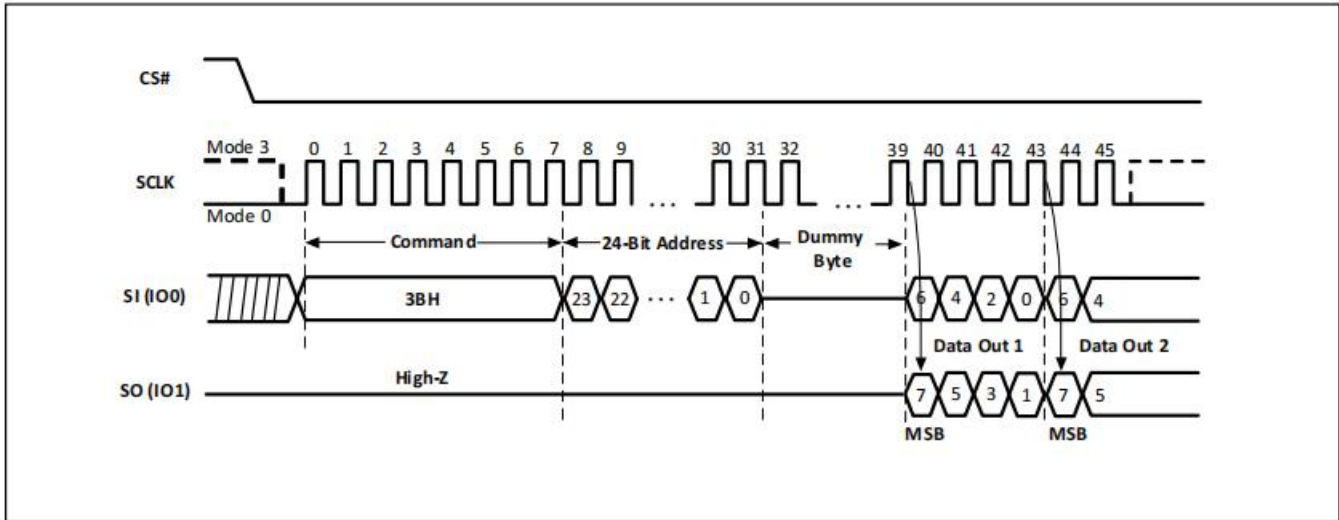 CS#
Mode 3
0 1 2 3 4 5 6 7 8 9 30 31 32 39 40 41 42 43 44 45
SCLK
... ...
Mode 0
Command 24-Bit Address Dummy
Byte
SI (IO0) 3BH 23 22 ... 1 0 6 4 2 0 6 4
Data Out 1 Data Out 2
High-Z
SO (IO1) 7 5 3 1 7 5
MSB MSB